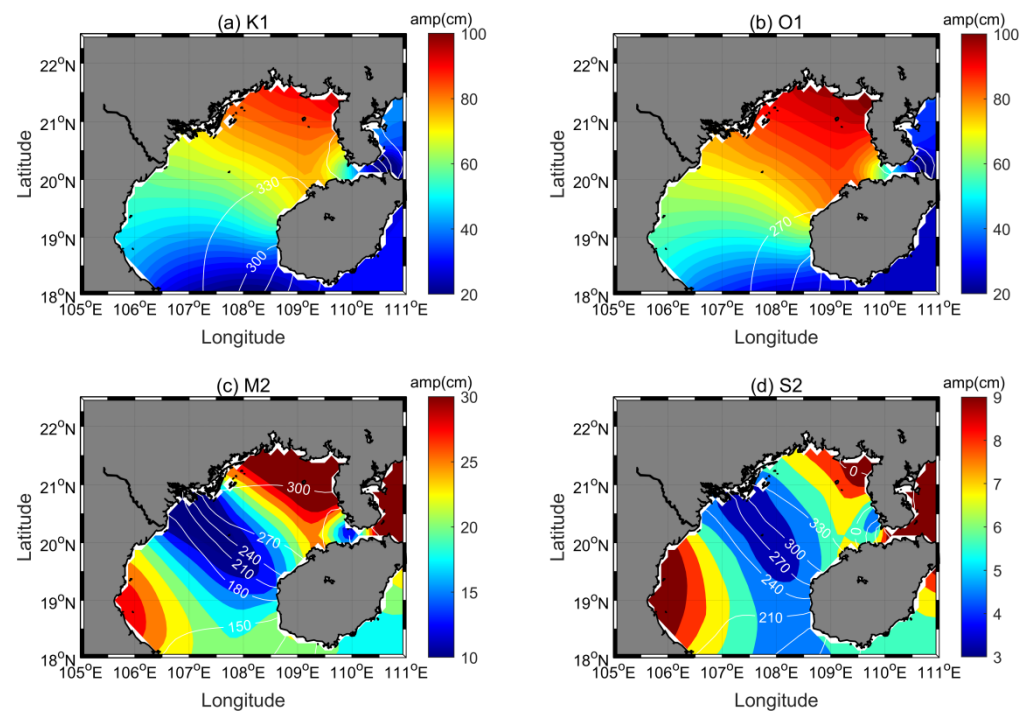 (a) K1
amp(cm)
100
80
60
40
20
22°N
21°N
20°N
19°N
18°N
Latitude
330
300
105°E 106°E 107°E 108°E 109°E 110°E 111°E
Longitude
(b) O1
amp(cm)
100
80
60
40
20
22°N
21°N
20°N
19°N
18°N
Latitude
270
105°E 106°E 107°E 108°E 109°E 110°E 111°E
Longitude
(c) M2
amp(cm)
30
25
20
15
10
22°N
21°N
20°N
19°N
18°N
Latitude
300
270
240
210
180
150
105°E 106°E 107°E 108°E 109°E 110°E 111°E
Longitude
(d) S2
amp(cm)
9
8
7
6
5
4
3
22°N
21°N
20°N
19°N
18°N
Latitude
0
330
0
300
270
240
210
105°E 106°E 107°E 108°E 109°E 110°E 111°E
Longitude